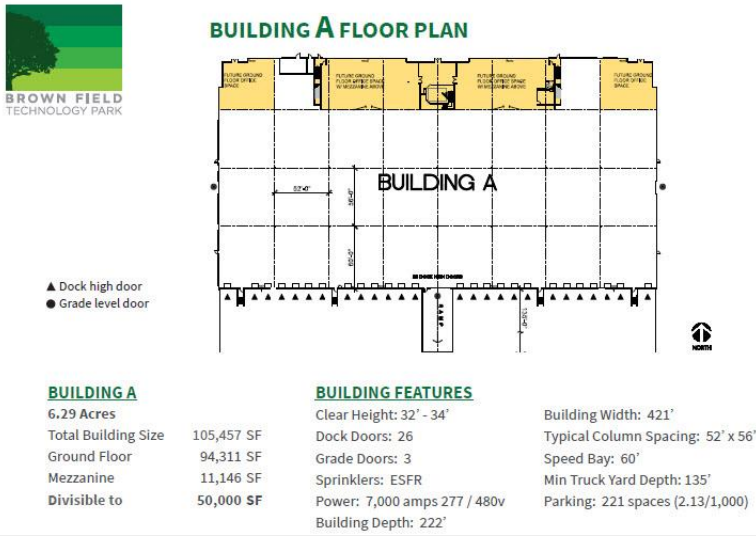 BUILDING A FLOOR PLAN
BROWN FIELD
TECHNOLOGY PARK
FUTURE GROUND
FLOOR OFFICE
SPACE
FUTURE GROUND
FLOOR OFFICE SPACE
W/ MEZZANINE ABOVE
FUTURE GROUND
FLOOR OFFICE SPACE
W/ MEZZANINE ABOVE
FUTURE GROUND
FLOOR OFFICE
SPACE
BUILDING A
52'-0"
56'-0"
60'-0"
RAMP
135'-0"
▲ Dock high door
● Grade level door
NORTH
BUILDING A
6.29 Acres
Total Building Size 105,457 SF
Ground Floor 94,311 SF
Mezzanine 11,146 SF
Divisible to 50,000 SF
BUILDING FEATURES
Clear Height: 32' - 34'
Dock Doors: 26
Grade Doors: 3
Sprinklers: ESFR
Power: 7,000 amps 277 / 480v
Building Depth: 222'
Building Width: 421'
Typical Column Spacing: 52' x 56'
Speed Bay: 60'
Min Truck Yard Depth: 135'
Parking: 221 spaces (2.13/1,000)